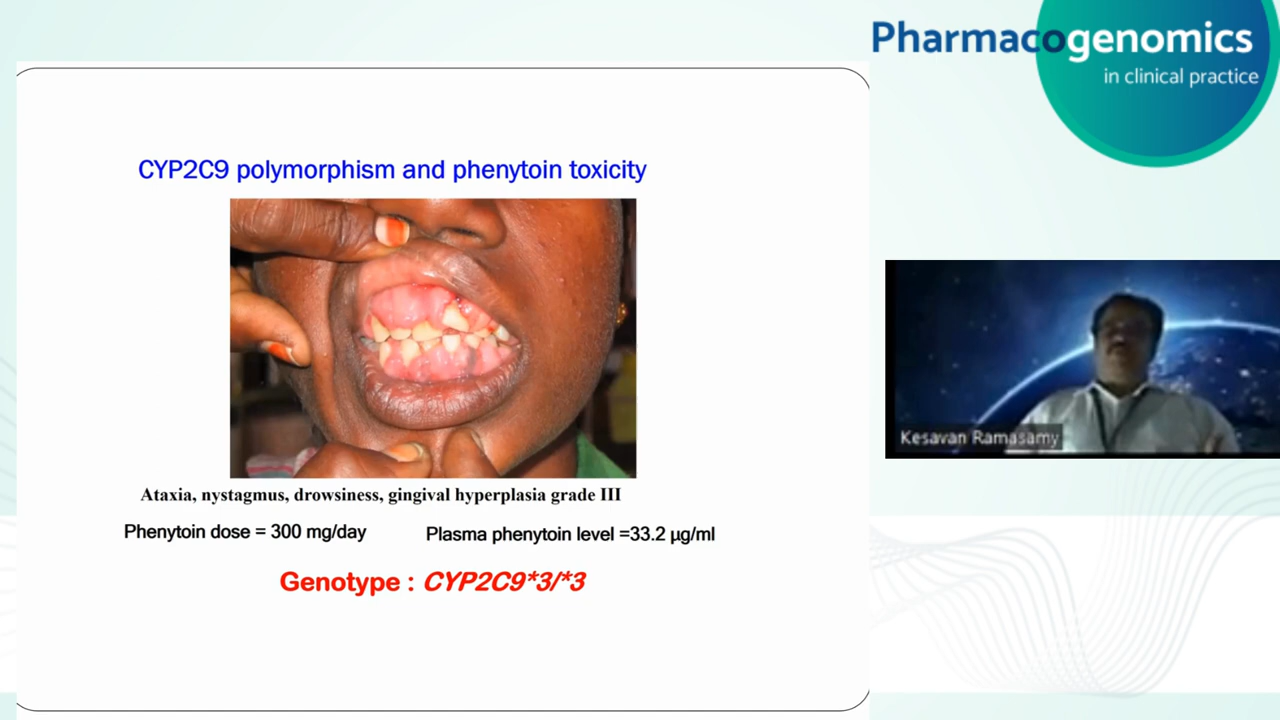 Pharmacogenomics
in clinical practice
CYP2C9 polymorphism and phenytoin toxicity
Ataxia, nystagmus, drowsiness, gingival hyperplasia grade III
Phenytoin dose = 300 mg/day
Plasma phenytoin level =33.2 µg/ml
Genotype : CYP2C9*3/*3
Kesavan Ramasamy